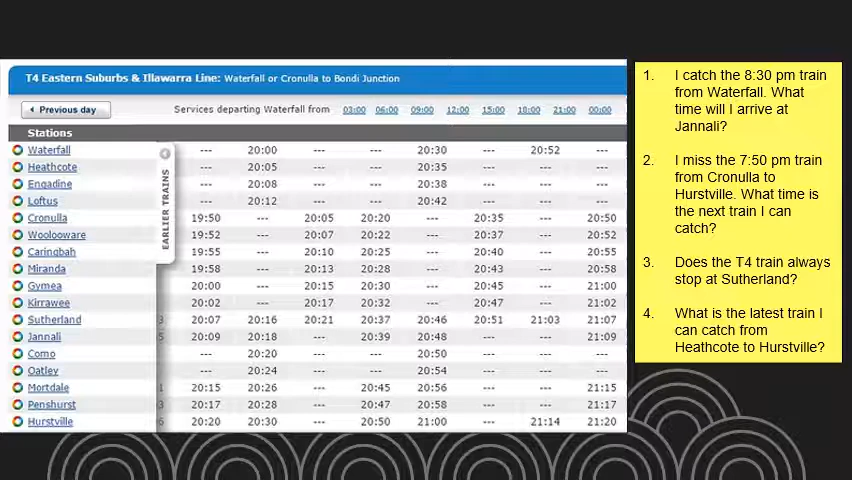 T4 Eastern Suburbs & Illawarra Line: Waterfall or Cronulla to Bondi Junction
Previous day Services departing Waterfall from 03:00 06:00 09:00 12:00 15:00 18:00 21:00 00:00
Stations
EARLIER TRAINS
Waterfall --- 20:00 --- --- 20:30 --- 20:52 ---
Heathcote --- 20:05 --- --- 20:35 --- --- ---
Engadine --- 20:08 --- --- 20:38 --- --- ---
Loftus --- 20:12 --- --- 20:42 --- --- ---
Cronulla 19:50 --- 20:05 20:20 --- 20:35 --- 20:50
Woolooware 19:52 --- 20:07 20:22 --- 20:37 --- 20:52
Caringbah 19:55 --- 20:10 20:25 --- 20:40 --- 20:55
Miranda 19:58 --- 20:13 20:28 --- 20:43 --- 20:58
Gymea 20:00 --- 20:15 20:30 --- 20:45 --- 21:00
Kirrawee 20:02 --- 20:17 20:32 --- 20:47 --- 21:02
Sutherland 3 20:07 20:16 20:21 20:37 20:46 20:51 21:03 21:07
Jannali 5 20:09 20:18 --- 20:39 20:48 --- --- 21:09
Como --- 20:20 --- --- 20:50 --- --- ---
Oatley --- 20:24 --- --- 20:54 --- --- ---
Mortdale 1 20:15 20:26 --- 20:45 20:56 --- --- 21:15
Penshurst 3 20:17 20:28 --- 20:47 20:58 --- --- 21:17
Hurstville 6 20:20 20:30 --- 20:50 21:00 --- 21:14 21:20
1. I catch the 8:30 pm train
from Waterfall. What
time will I arrive at
Jannali?
2. I miss the 7:50 pm train
from Cronulla to
Hurstville. What time is
the next train I can
catch?
3. Does the T4 train always
stop at Sutherland?
4. What is the latest train I
can catch from
Heathcote to Hurstville?